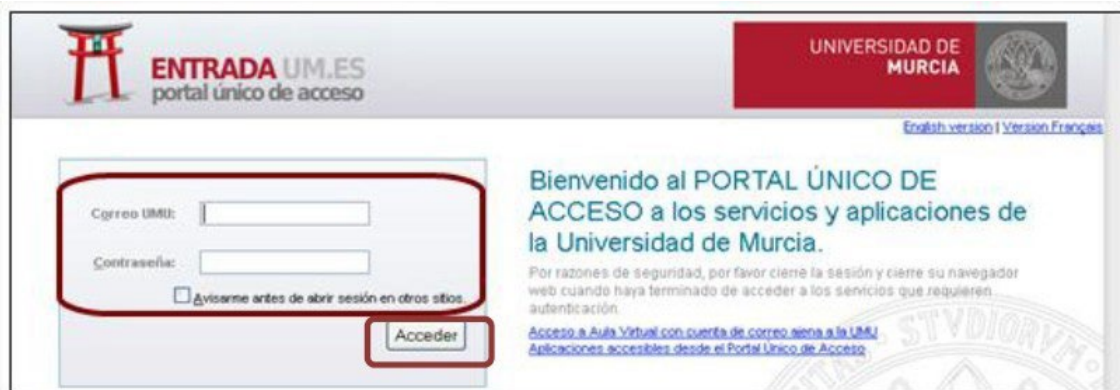 ENTRADA UM.ES
portal único de acceso
UNIVERSIDAD DE
MURCIA
English version | Version Français
Correo UMU:
Contraseña:
Avisarme antes de abrir sesión en otros sitios.
Acceder
Bienvenido al PORTAL ÚNICO DE
ACCESO a los servicios y aplicaciones de
la Universidad de Murcia.
Por razones de seguridad, por favor cierre la sesión y cierre su navegador
web cuando haya terminado de acceder a los servicios que requieren
autenticación.
Acceso a Aula Virtual con cuenta de correo ajena a la UMU
Aplicaciones accesibles desde el Portal Único de Acceso
STVDIORVM